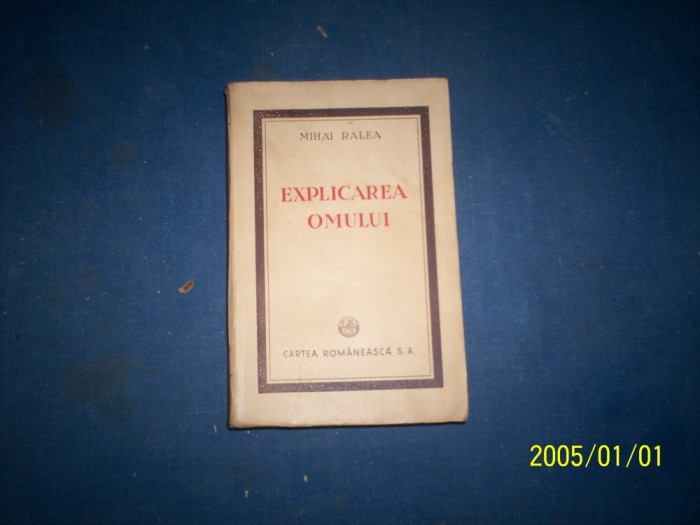 MIHAI RALEA
EXPLICAREA
OMULUI
CARTEA ROMÂNEASCĂ S. A.
2005/01/01